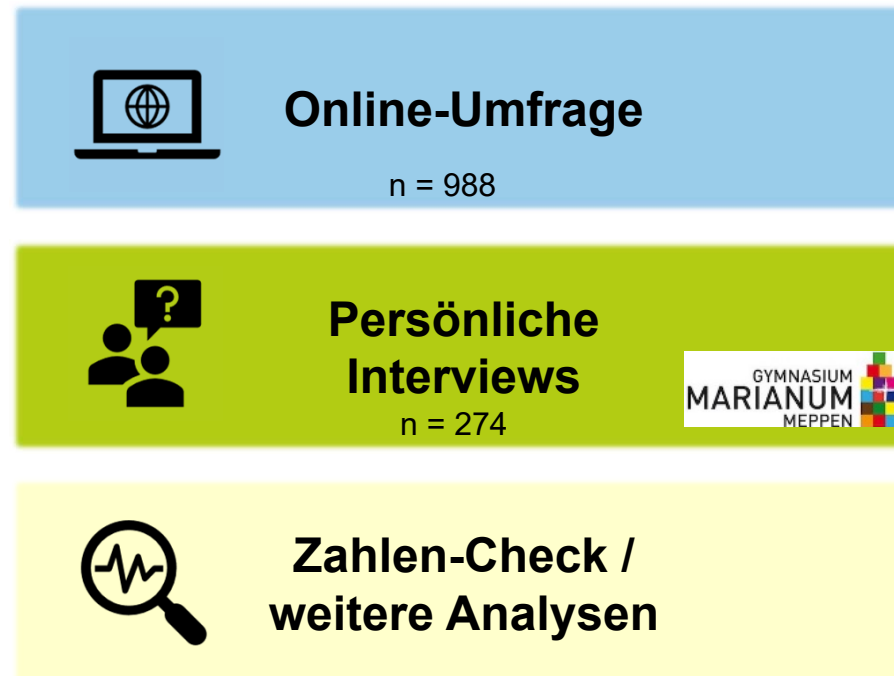 Online-Umfrage
n = 988
?
Persönliche
Interviews
n = 274
GYMNASIUM
MARIANUM
MEPPEN
Zahlen-Check /
weitere Analysen